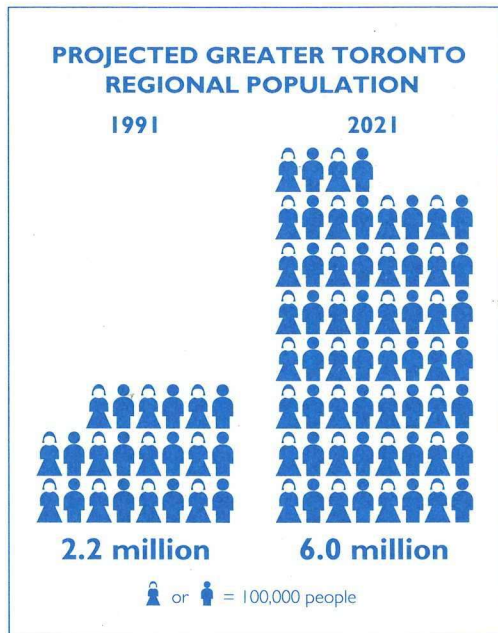 PROJECTED GREATER TORONTO
REGIONAL POPULATION
1991 2021
2.2 million 6.0 million
or = 100,000 people